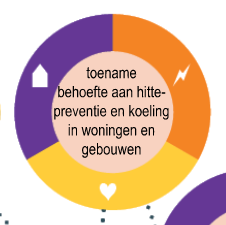 toename
behoefte aan hitte-
preventie en koeling
in woningen en
gebouwen